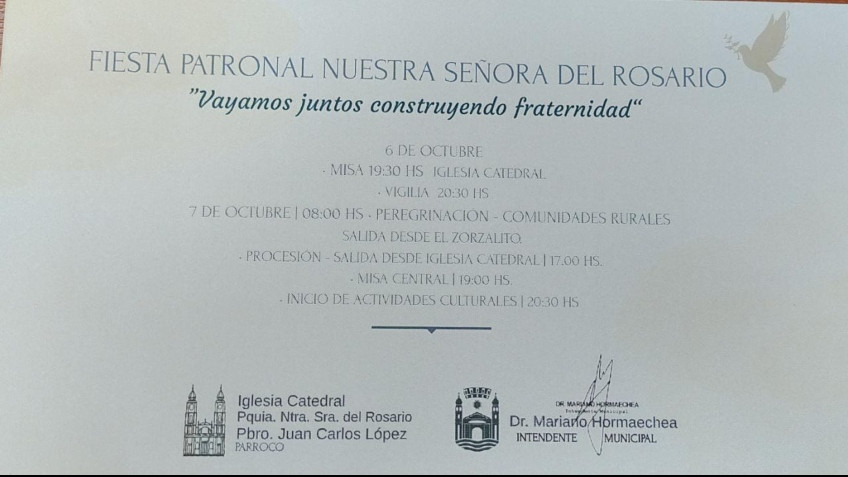 FIESTA PATRONAL NUESTRA SEÑORA DEL ROSARIO
"Vayamos juntos construyendo fraternidad“
6 DE OCTUBRE
· MISA 19:30 HS IGLESIA CATEDRAL
· VIGILIA 20:30 HS
7 DE OCTUBRE | 08:00 HS · PEREGRINACION - COMUNIDADES RURALES
SALIDA DESDE EL ZORZALITO.
· PROCESIÓN - SALIDA DESDE IGLESIA CATEDRAL | 17.00 HS.
· MISA CENTRAL | 19:00 HS.
· INICIO DE ACTIVIDADES CULTURALES | 20:30 HS
Iglesia Catedral
Pquia. Ntra. Sra. del Rosario
Pbro. Juan Carlos López
PARROCO
DR. MARIANO HORMAECHEA
Intendente Municipal
Dr. Mariano Hormaechea
INTENDENTE MUNICIPAL